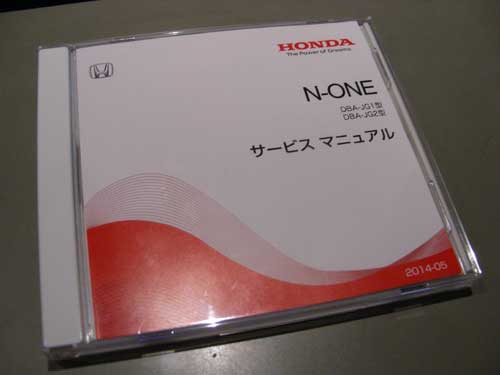 HONDA
The Power of Dreams
N-ONE
DBA-JG1型
DBA-JG2型
サービス マニュアル
2014-05